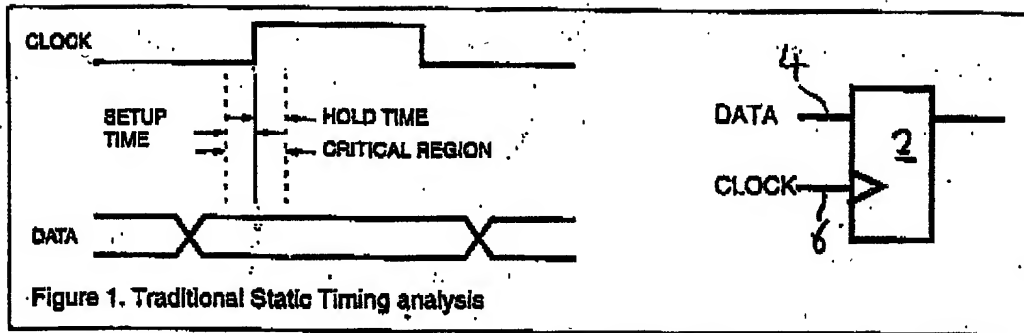 CLOCK
SETUP TIME
HOLD TIME
CRITICAL REGION
DATA
4
DATA
2
CLOCK
6
Figure 1. Traditional Static Timing analysis